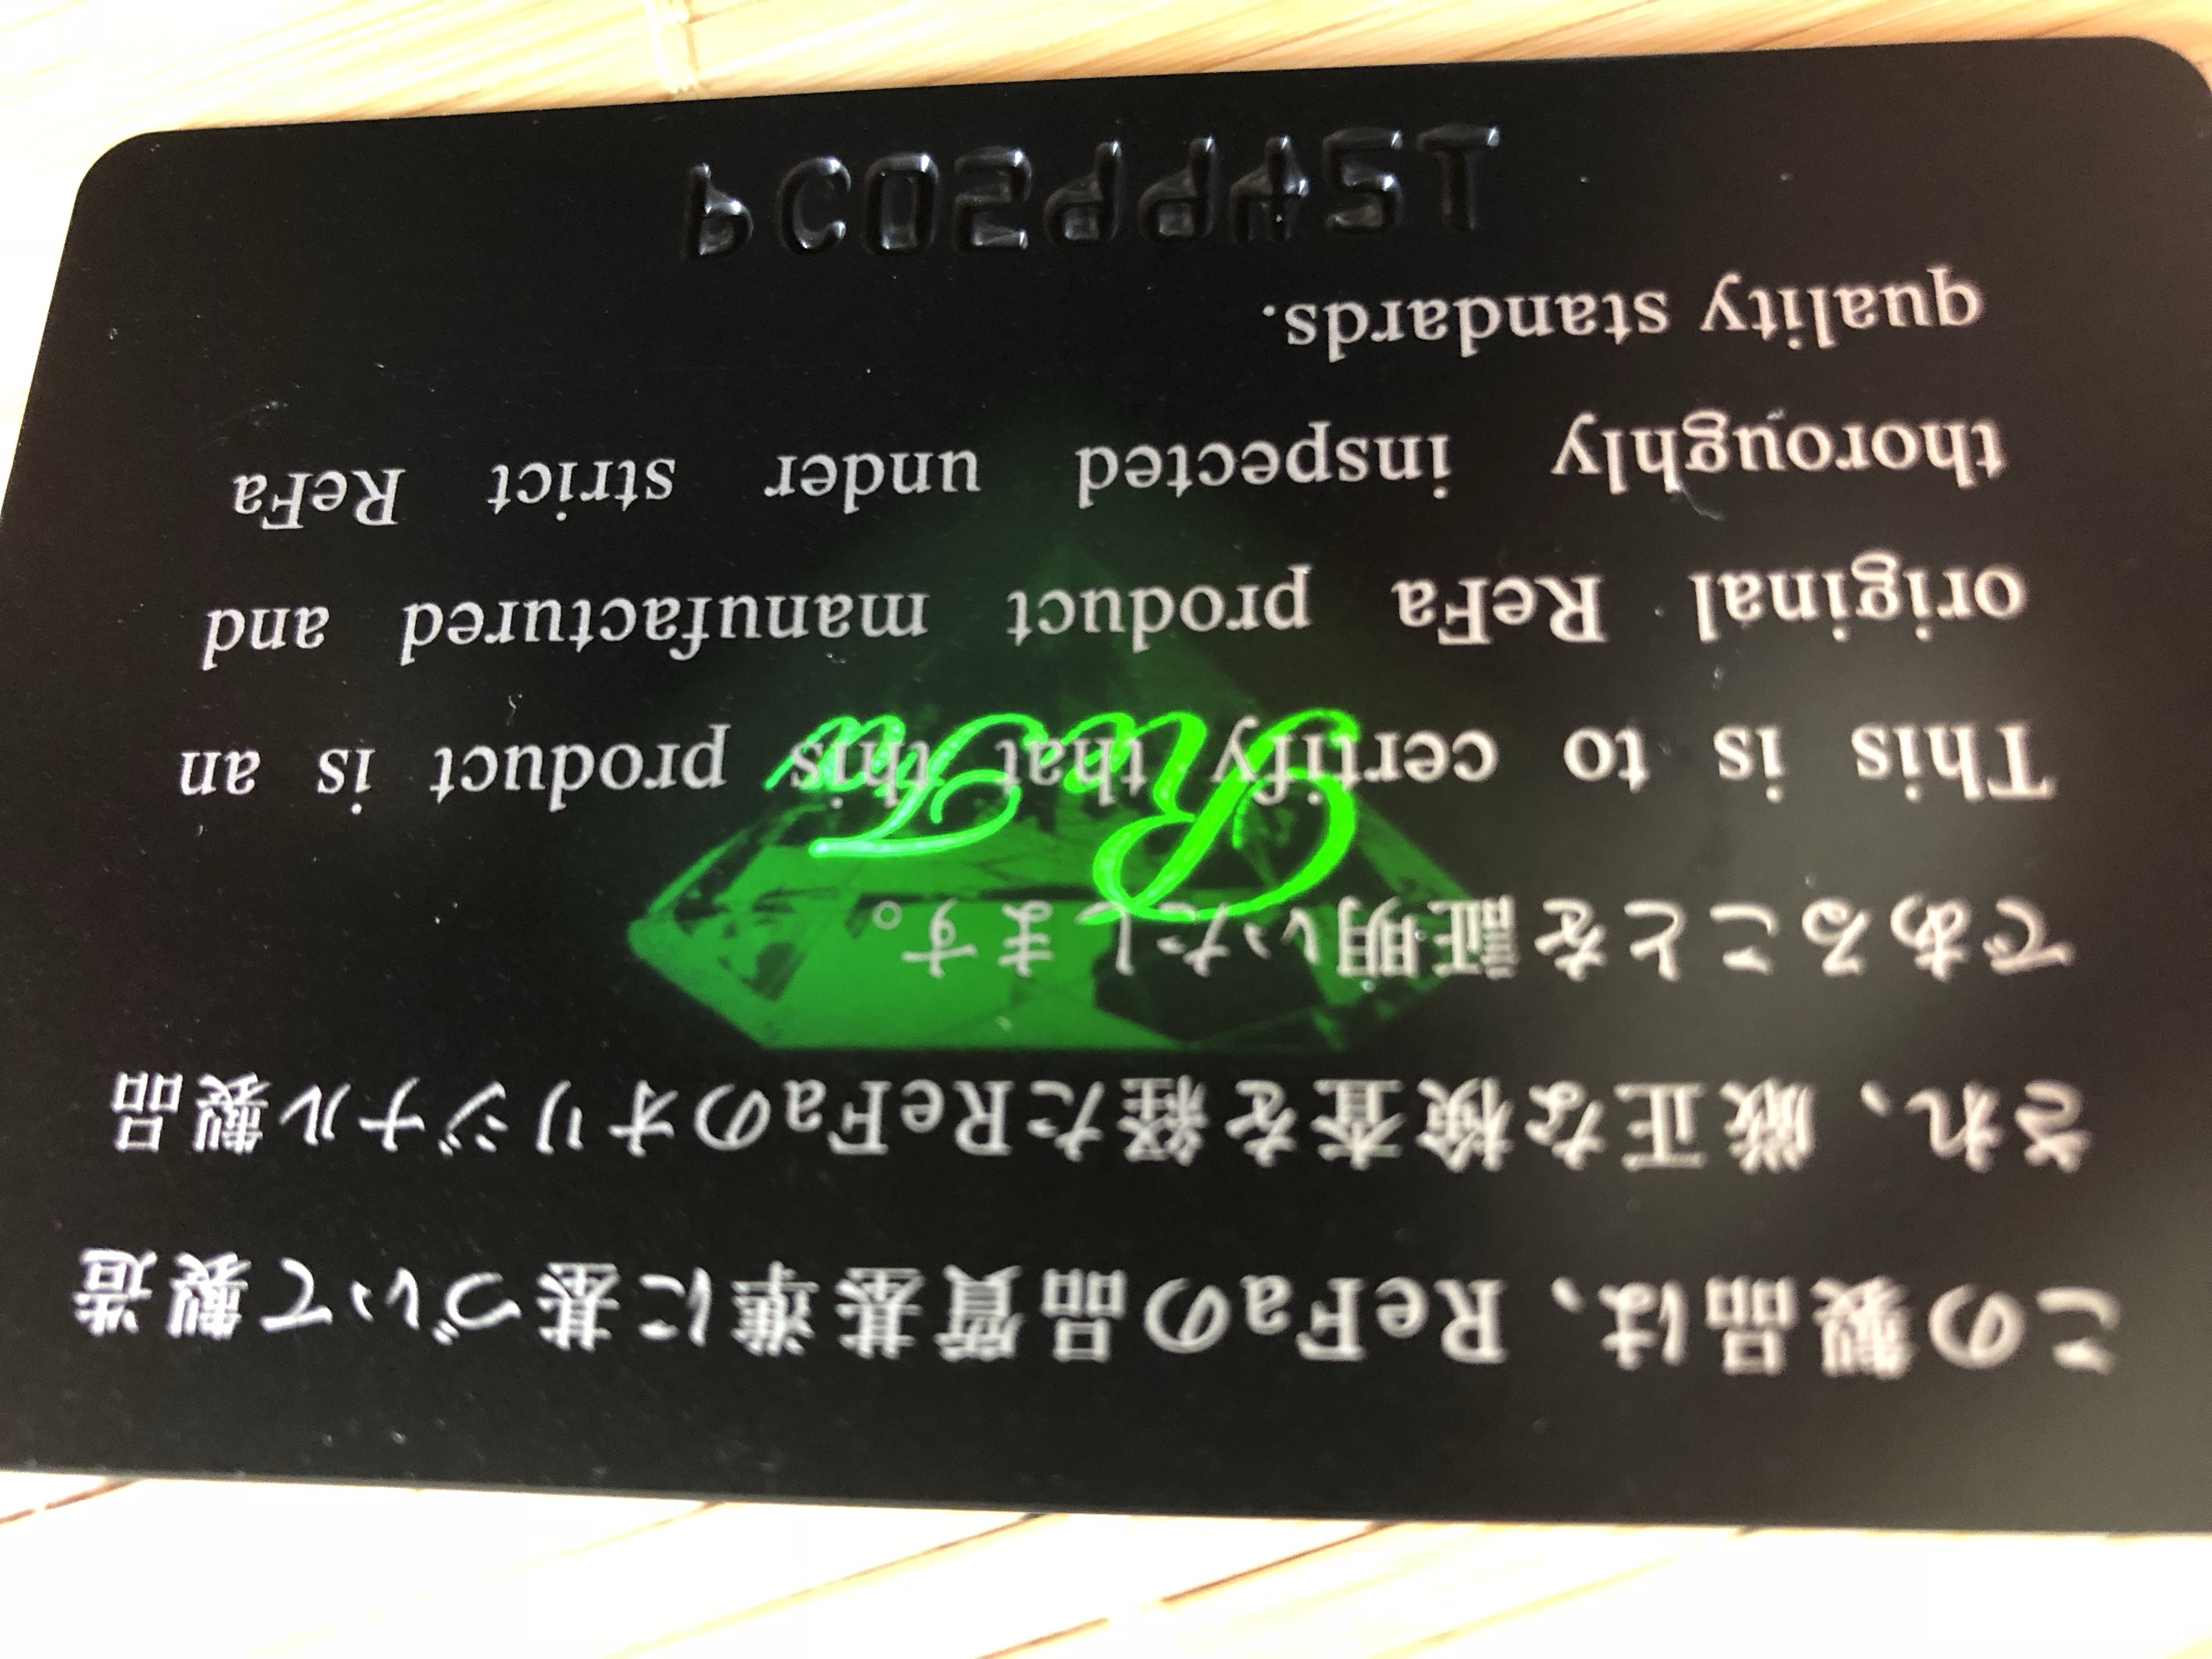 この製品は、ReFaの品質基準に基づいて製造
され、厳正な検査を経たReFaのオリジナル製品
であることを証明いたします。
This is to certify that this product is an
original ReFa product manufactured and
thoroughly inspected under strict ReFa
quality standards.
ReFa